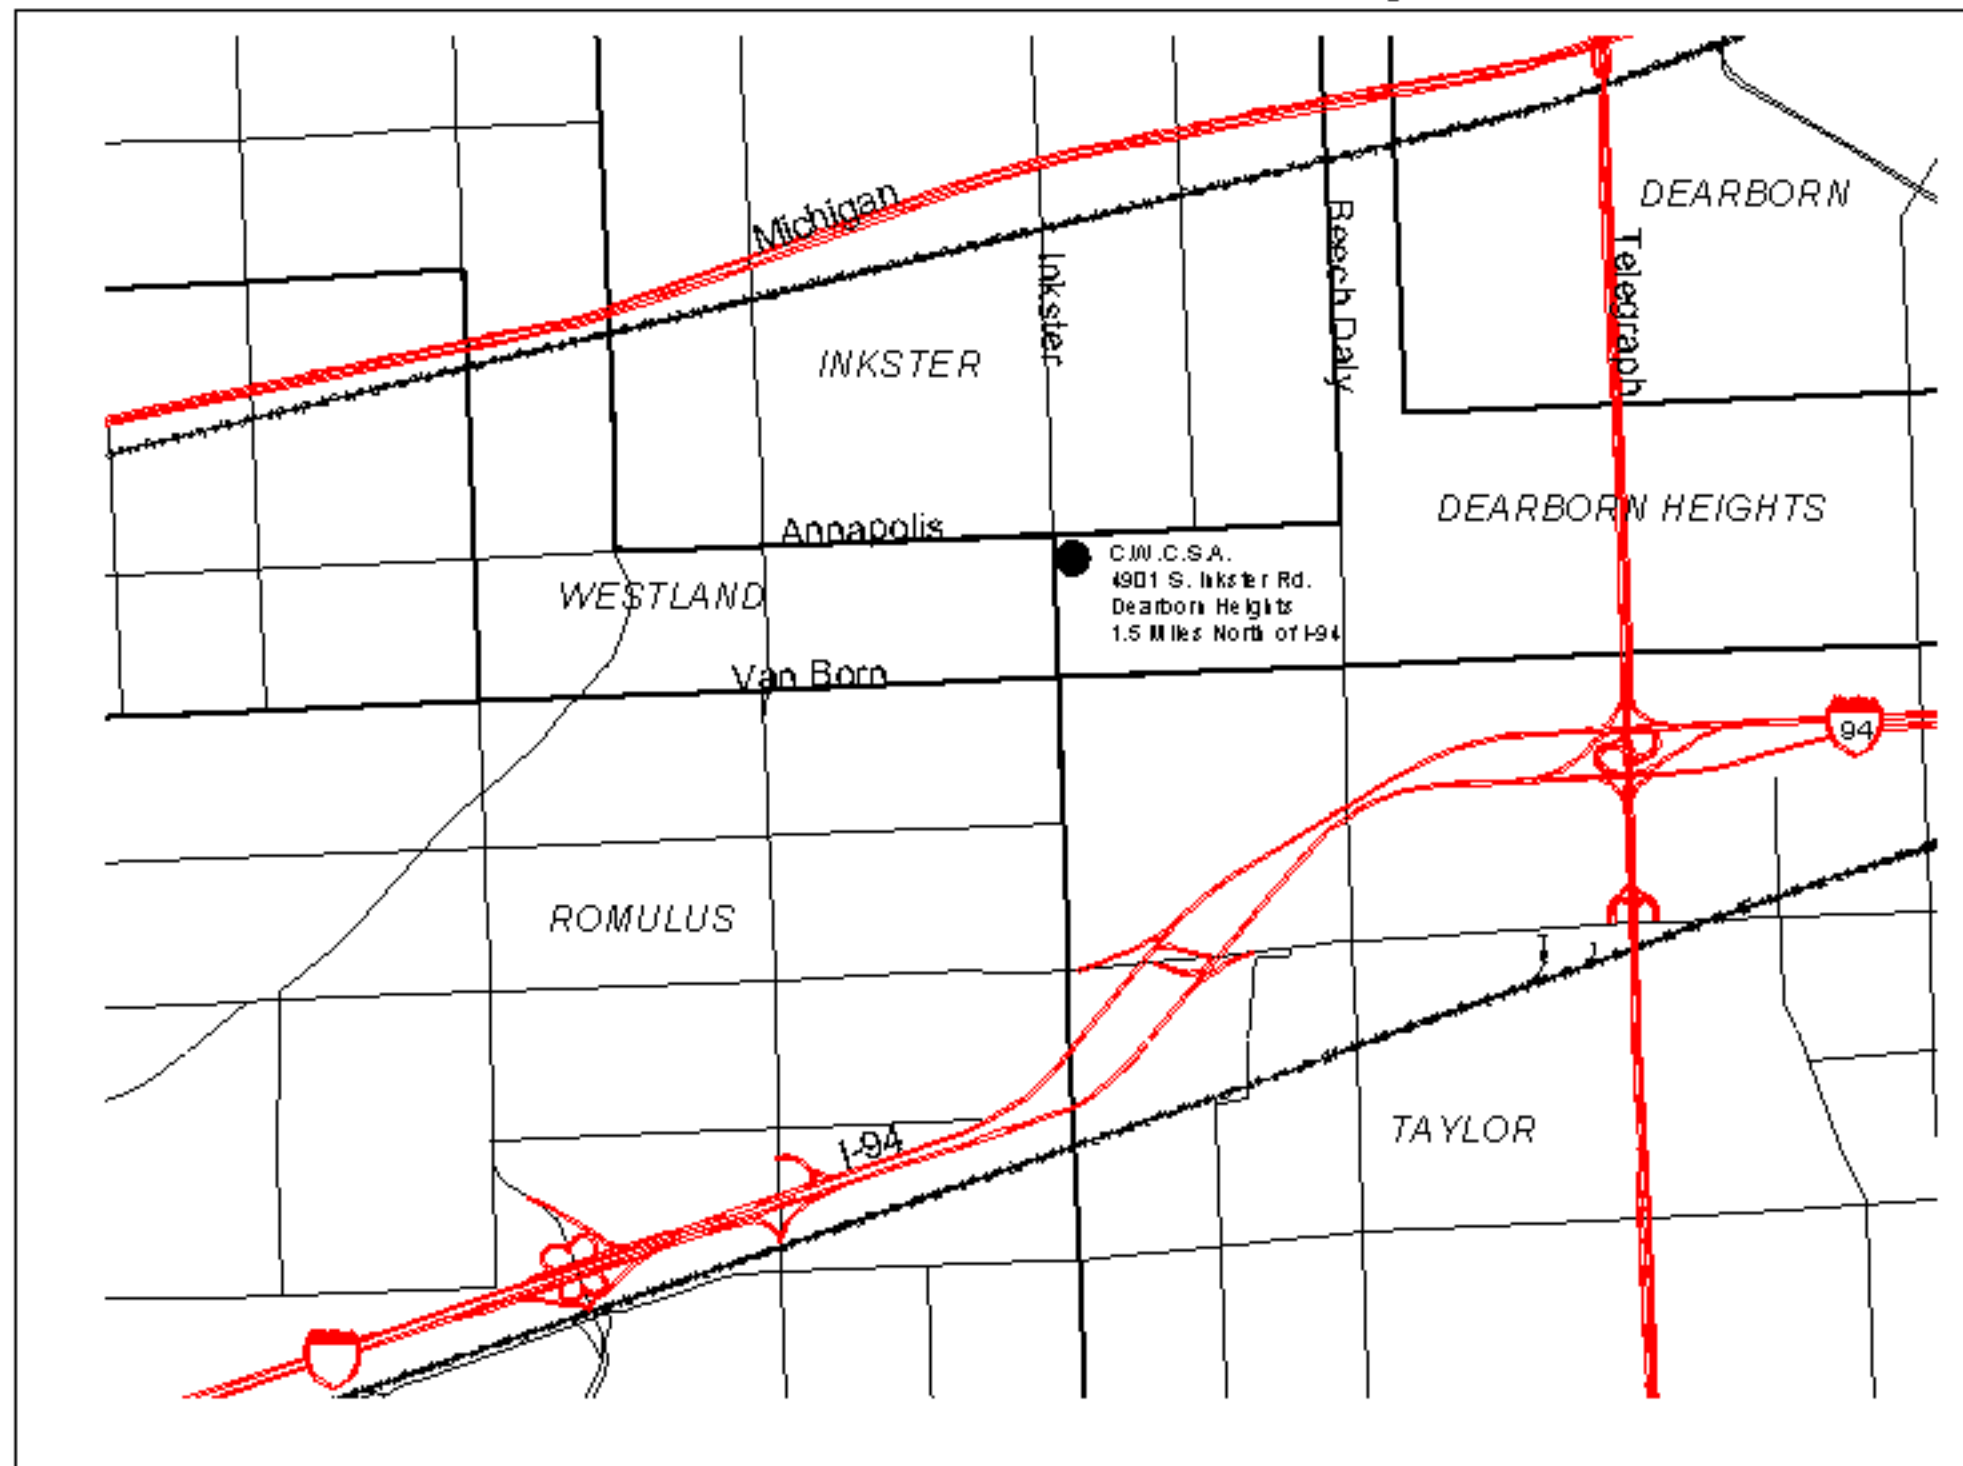 DEARBORN
Michigan
Inkster
Beech Daly
Telegraph
INKSTER
DEARBORN HEIGHTS
Annapolis
C.W.C.S.A.
4901 S. Inkster Rd.
Dearborn Heights
1.5 Miles North of I-94
WESTLAND
Van Born
94
ROMULUS
TAYLOR
I-94